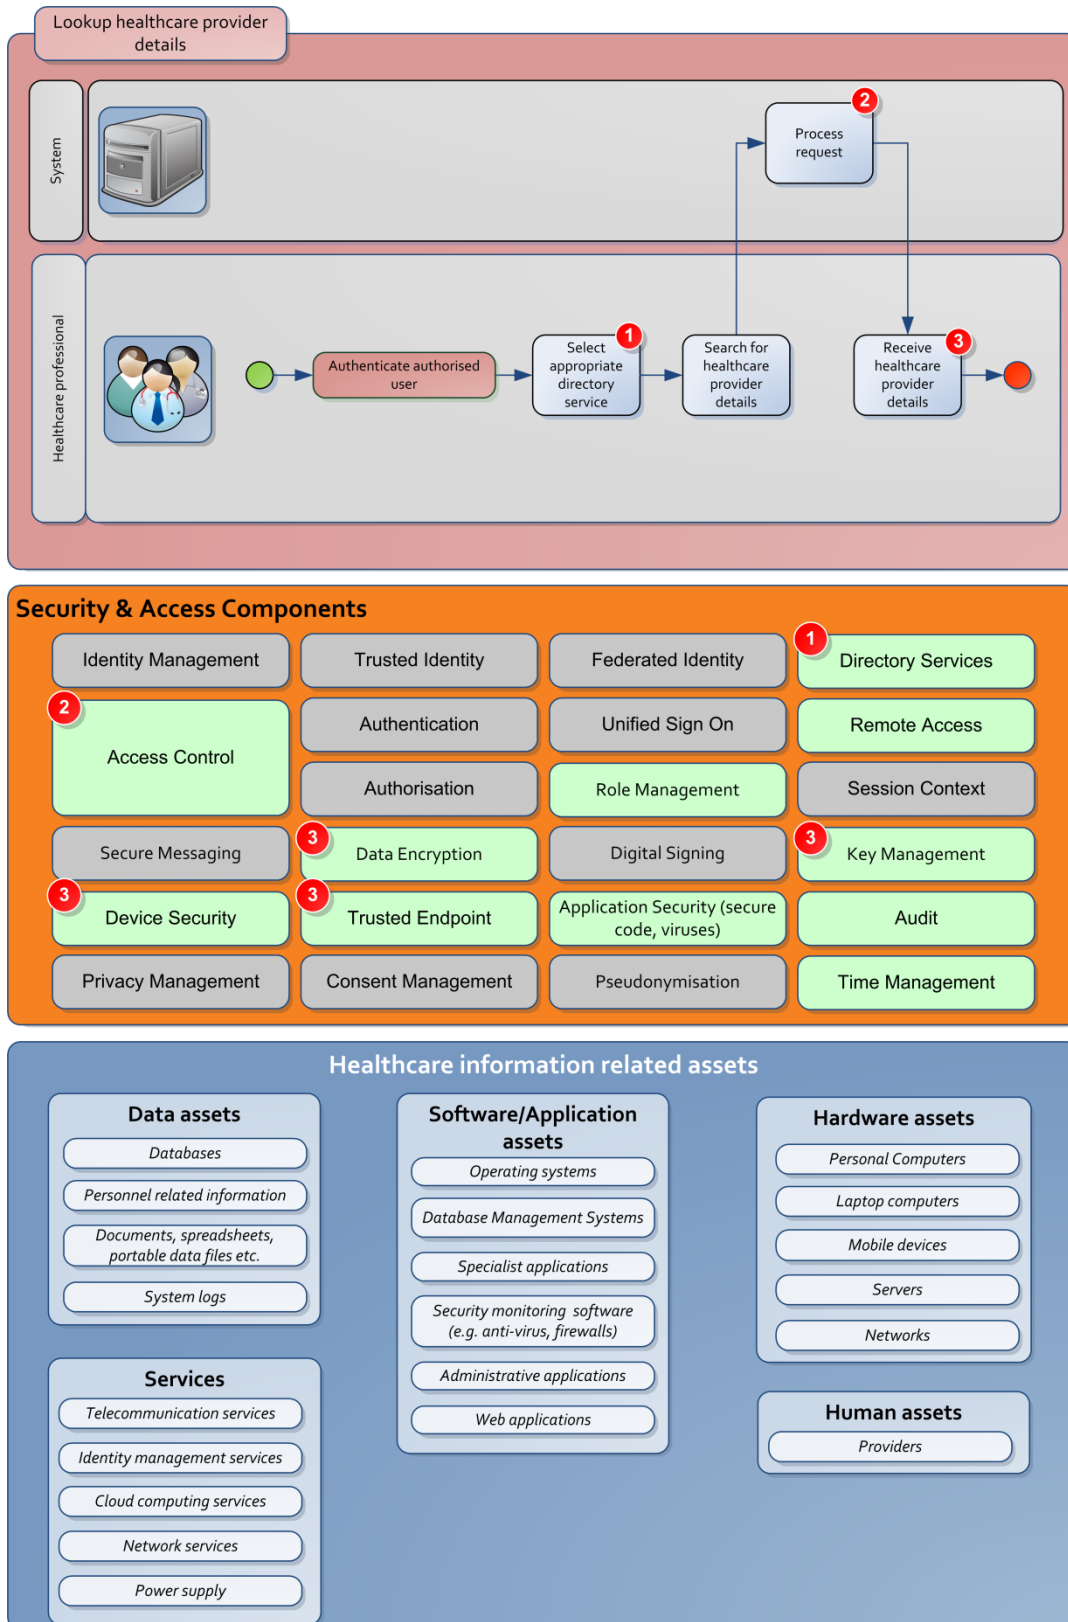 Lookup healthcare provider
details
System
2
Process
request
Healthcare professional
Authenticate authorised
user
1
Select
appropriate
directory
service
Search for
healthcare
provider
details
3
Receive
healthcare
provider
details
Security & Access Components
Identity Management
Trusted Identity
Federated Identity
1
Directory Services
2
Access Control
Authentication
Unified Sign On
Remote Access
Authorisation
Role Management
Session Context
Secure Messaging
3
Data Encryption
Digital Signing
3
Key Management
3
Device Security
3
Trusted Endpoint
Application Security (secure
code, viruses)
Audit
Privacy Management
Consent Management
Pseudonymisation
Time Management
Healthcare information related assets
Data assets
Databases
Personnel related information
Documents, spreadsheets,
portable data files etc.
System logs
Software/Application
assets
Operating systems
Database Management Systems
Specialist applications
Security monitoring software
(e.g. anti-virus, firewalls)
Administrative applications
Web applications
Hardware assets
Personal Computers
Laptop computers
Mobile devices
Servers
Networks
Services
Telecommunication services
Identity management services
Cloud computing services
Network services
Power supply
Human assets
Providers